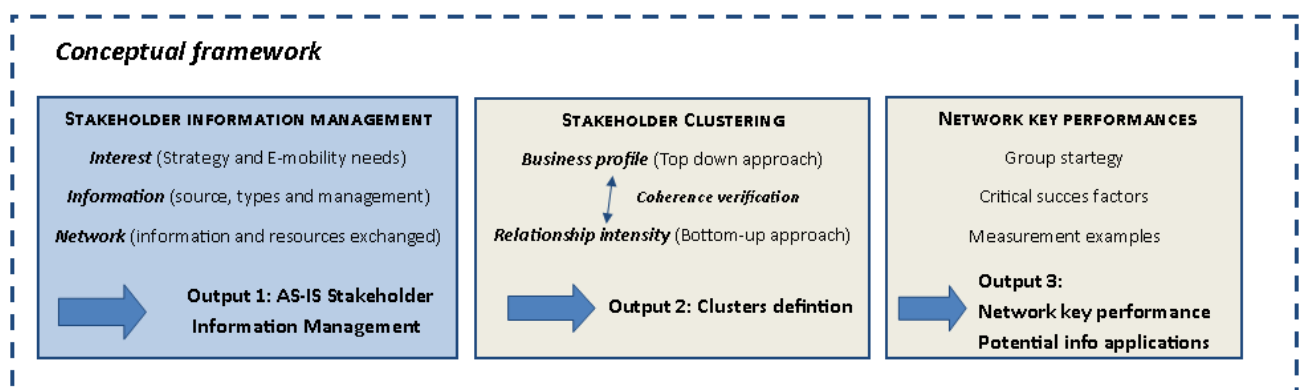 Conceptual framework
STAKEHOLDER INFORMATION MANAGEMENT
Interest (Strategy and E-mobility needs)
Information (source, types and management)
Network (information and resources exchanged)
Output 1: AS-IS Stakeholder
Information Management
STAKEHOLDER CLUSTERING
Business profile (Top down approach)
Coherence verification
Relationship intensity (Bottom-up approach)
Output 2: Clusters defintion
NETWORK KEY PERFORMANCES
Group startegy
Critical succes factors
Measurement examples
Output 3:
Network key performance
Potential info applications